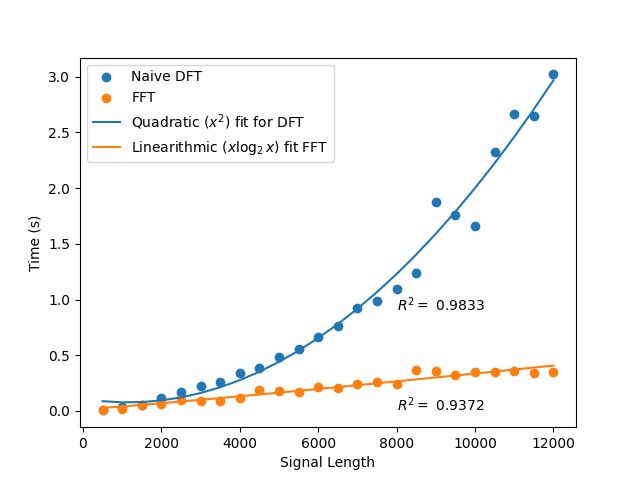 Naive DFT
FFT
Quadratic (x²) fit for DFT
Linearithmic (xlog₂ x) fit FFT
3.0
2.5
2.0
1.5
1.0
0.5
0.0
Time (s)
R² = 0.9833
R² = 0.9372
0 2000 4000 6000 8000 10000 12000
Signal Length